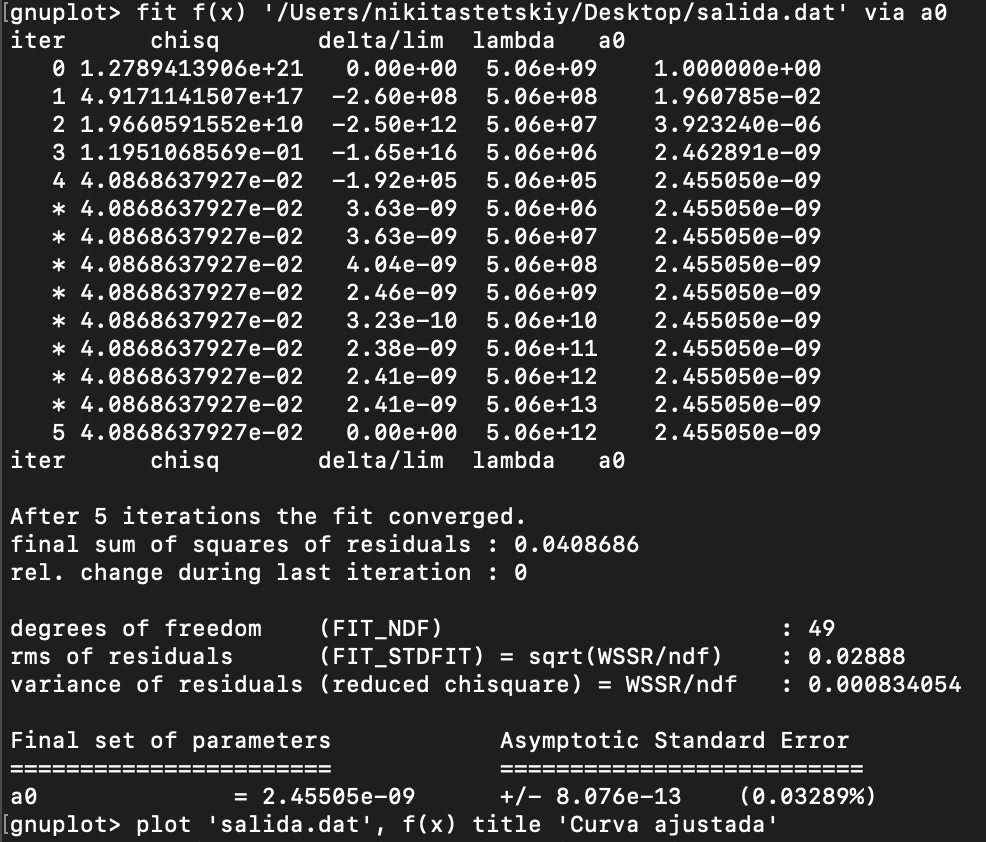 [gnuplot> fit f(x) '/Users/nikitastetskiy/Desktop/salida.dat' via a0
iter      chisq       delta/lim  lambda   a0
   0 1.2789413906e+21   0.00e+00  5.06e+09    1.000000e+00
   1 4.9171141507e+17  -2.60e+08  5.06e+08    1.960785e-02
   2 1.9660591552e+10  -2.50e+12  5.06e+07    3.923240e-06
   3 1.1951068569e-01  -1.65e+16  5.06e+06    2.462891e-09
   4 4.0868637927e-02  -1.92e+05  5.06e+05    2.455050e-09
   * 4.0868637927e-02   3.63e-09  5.06e+06    2.455050e-09
   * 4.0868637927e-02   3.63e-09  5.06e+07    2.455050e-09
   * 4.0868637927e-02   4.04e-09  5.06e+08    2.455050e-09
   * 4.0868637927e-02   2.46e-09  5.06e+09    2.455050e-09
   * 4.0868637927e-02   3.23e-10  5.06e+10    2.455050e-09
   * 4.0868637927e-02   2.38e-09  5.06e+11    2.455050e-09
   * 4.0868637927e-02   2.41e-09  5.06e+12    2.455050e-09
   * 4.0868637927e-02   2.41e-09  5.06e+13    2.455050e-09
   5 4.0868637927e-02   0.00e+00  5.06e+12    2.455050e-09
iter      chisq       delta/lim  lambda   a0

After 5 iterations the fit converged.
final sum of squares of residuals : 0.0408686
rel. change during last iteration : 0

degrees of freedom    (FIT_NDF)                        : 49
rms of residuals      (FIT_STDFIT) = sqrt(WSSR/ndf)    : 0.02888
variance of residuals (reduced chisquare) = WSSR/ndf   : 0.000834054

Final set of parameters            Asymptotic Standard Error
=======================            ==========================
a0              = 2.45505e-09      +/- 8.076e-13    (0.03289%)
[gnuplot> plot 'salida.dat', f(x) title 'Curva ajustada'